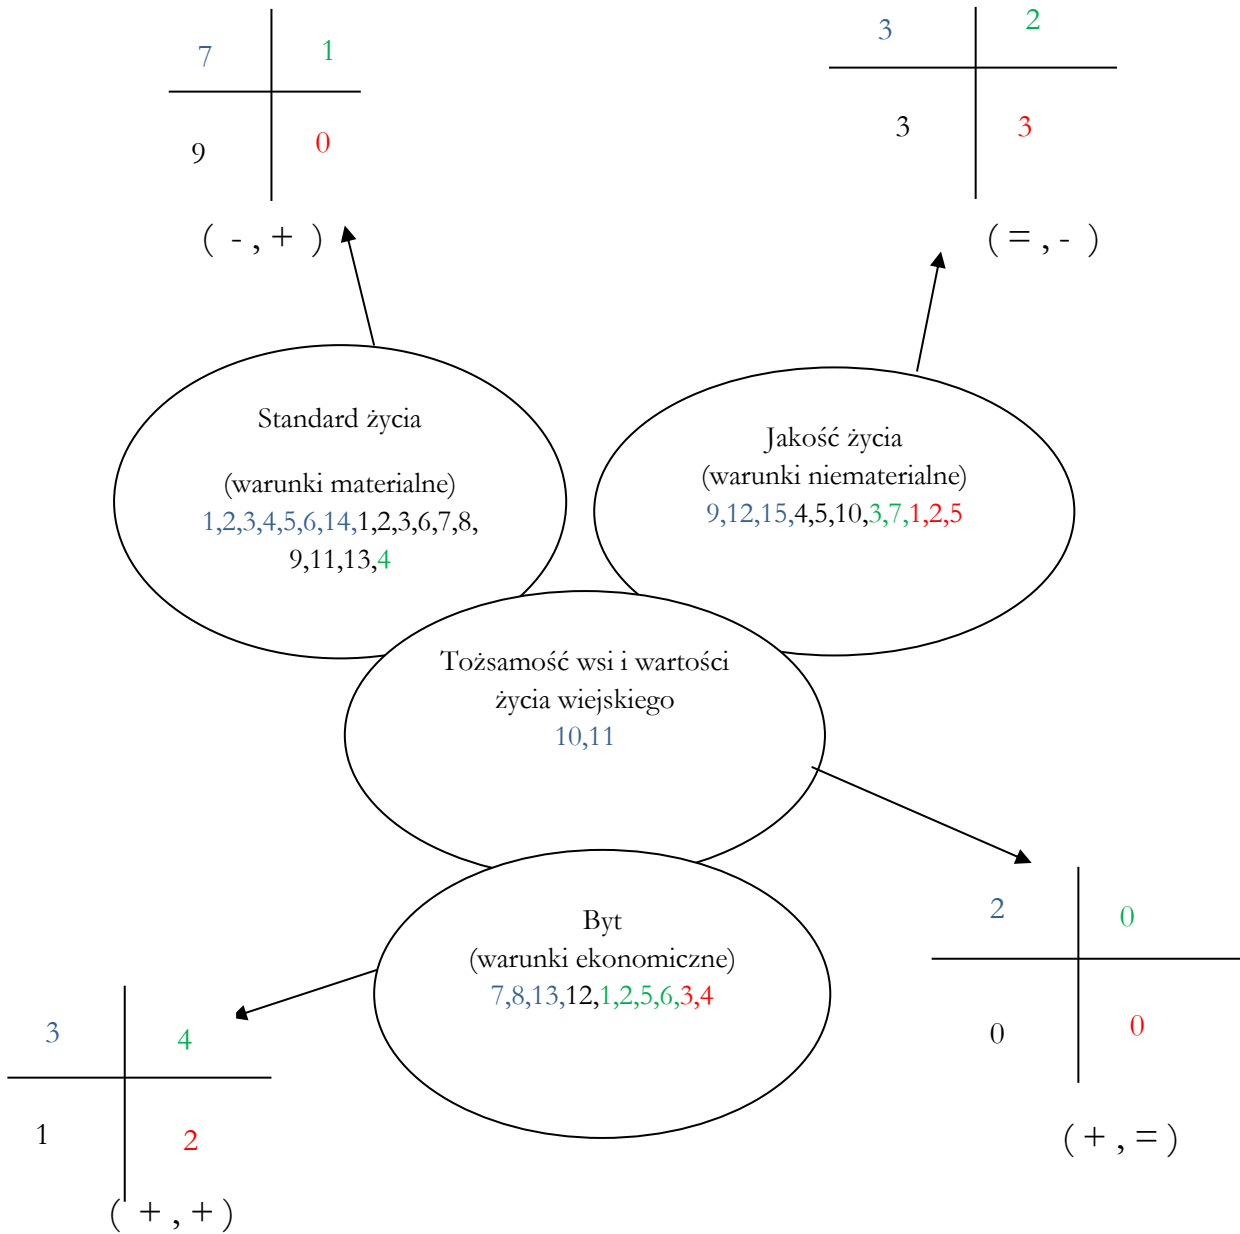 7 1
9 0
( - , + )
3 2
3 3
( = , - )
Standard życia
(warunki materialne)
1,2,3,4,5,6,14,1,2,3,6,7,8,
9,11,13,4
Jakość życia
(warunki niematerialne)
9,12,15,4,5,10,3,7,1,2,5
Tożsamość wsi i wartości
życia wiejskiego
10,11
Byt
(warunki ekonomiczne)
7,8,13,12,1,2,5,6,3,4
2 0
0 0
( + , = )
3 4
1 2
( + , + )